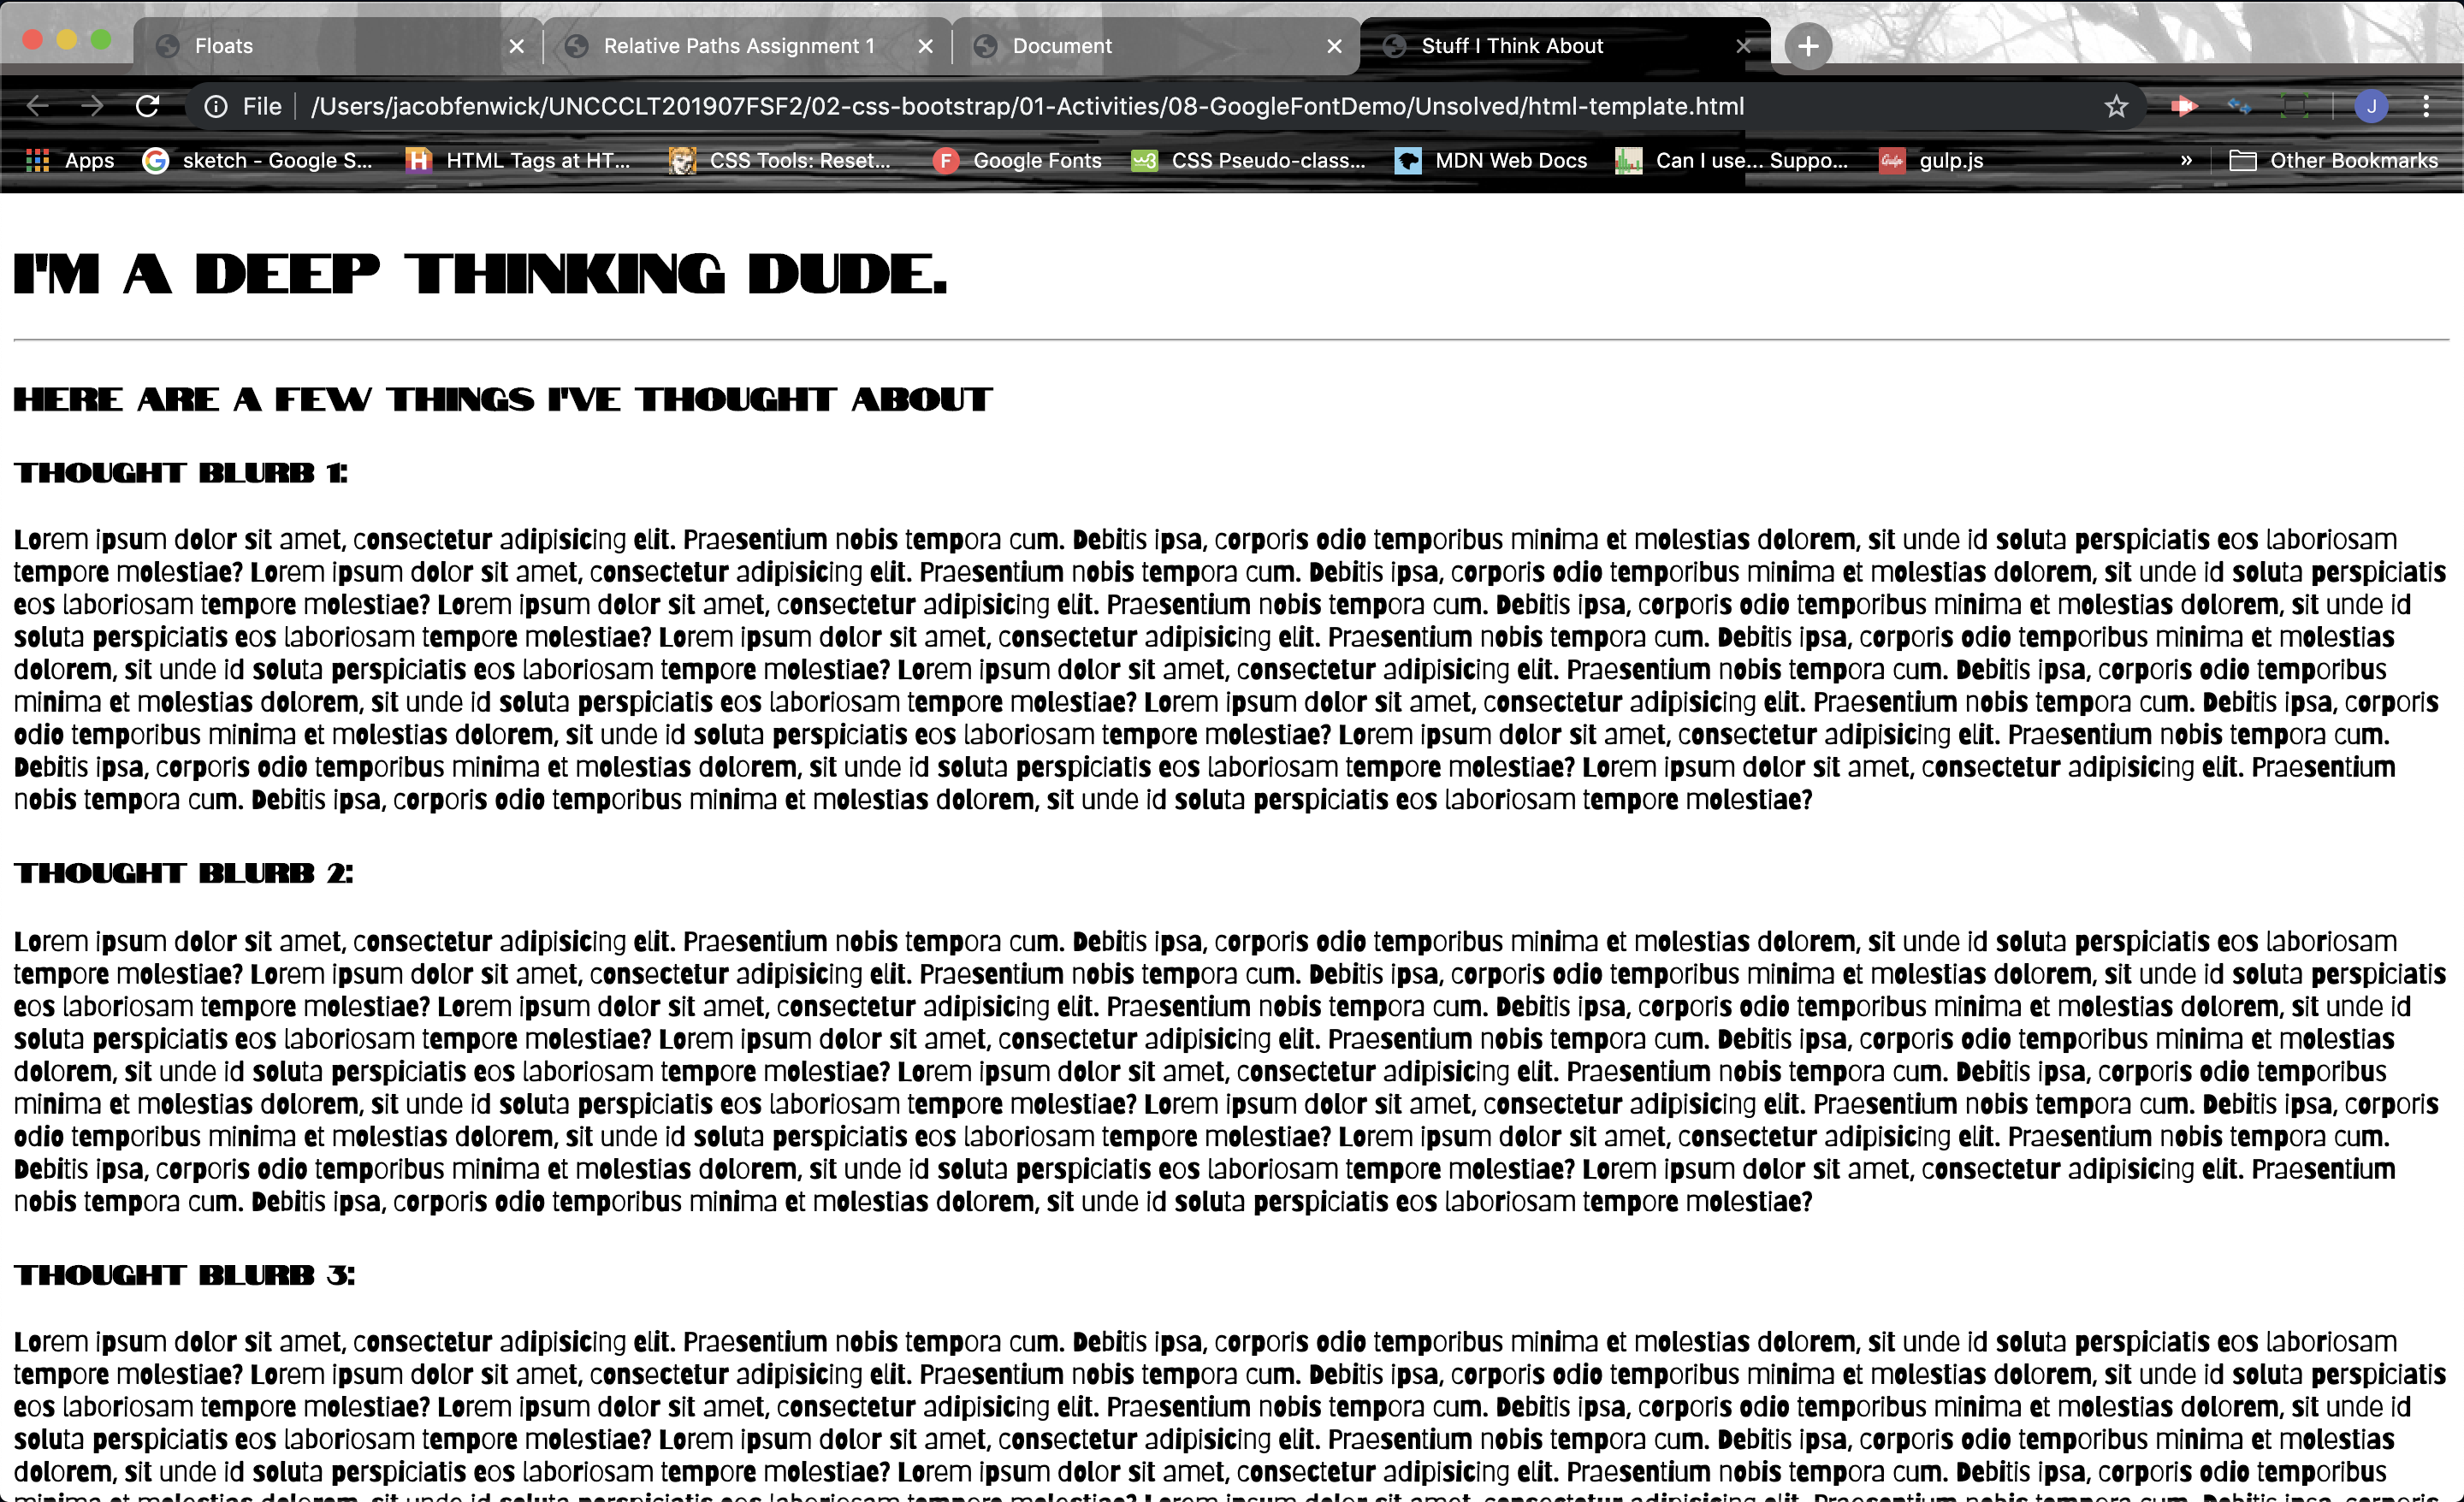 Floats
Relative Paths Assignment 1
Document
Stuff I Think About
File /Users/jacobfenwick/UNCCCLT201907FSF2/02-css-bootstrap/01-Activities/08-GoogleFontDemo/Unsolved/html-template.html
J
Apps
sketch - Google S...
HTML Tags at HT...
CSS Tools: Reset...
Google Fonts
CSS Pseudo-class...
MDN Web Docs
Can I use... Suppo...
gulp.js
»
Other Bookmarks
I'M A DEEP THINKING DUDE.
HERE ARE A FEW THINGS I'VE THOUGHT ABOUT
THOUGHT BLURB 1:
Lorem ipsum dolor sit amet, consectetur adipisicing elit. Praesentium nobis tempora cum. Debitis ipsa, corporis odio temporibus minima et molestias dolorem, sit unde id soluta perspiciatis eos laboriosam
tempore molestiae? Lorem ipsum dolor sit amet, consectetur adipisicing elit. Praesentium nobis tempora cum. Debitis ipsa, corporis odio temporibus minima et molestias dolorem, sit unde id soluta perspiciatis
eos laboriosam tempore molestiae? Lorem ipsum dolor sit amet, consectetur adipisicing elit. Praesentium nobis tempora cum. Debitis ipsa, corporis odio temporibus minima et molestias dolorem, sit unde id
soluta perspiciatis eos laboriosam tempore molestiae? Lorem ipsum dolor sit amet, consectetur adipisicing elit. Praesentium nobis tempora cum. Debitis ipsa, corporis odio temporibus minima et molestias
dolorem, sit unde id soluta perspiciatis eos laboriosam tempore molestiae? Lorem ipsum dolor sit amet, consectetur adipisicing elit. Praesentium nobis tempora cum. Debitis ipsa, corporis odio temporibus
minima et molestias dolorem, sit unde id soluta perspiciatis eos laboriosam tempore molestiae? Lorem ipsum dolor sit amet, consectetur adipisicing elit. Praesentium nobis tempora cum. Debitis ipsa, corporis
odio temporibus minima et molestias dolorem, sit unde id soluta perspiciatis eos laboriosam tempore molestiae? Lorem ipsum dolor sit amet, consectetur adipisicing elit. Praesentium nobis tempora cum.
Debitis ipsa, corporis odio temporibus minima et molestias dolorem, sit unde id soluta perspiciatis eos laboriosam tempore molestiae? Lorem ipsum dolor sit amet, consectetur adipisicing elit. Praesentium
nobis tempora cum. Debitis ipsa, corporis odio temporibus minima et molestias dolorem, sit unde id soluta perspiciatis eos laboriosam tempore molestiae?
THOUGHT BLURB 2:
Lorem ipsum dolor sit amet, consectetur adipisicing elit. Praesentium nobis tempora cum. Debitis ipsa, corporis odio temporibus minima et molestias dolorem, sit unde id soluta perspiciatis eos laboriosam
tempore molestiae? Lorem ipsum dolor sit amet, consectetur adipisicing elit. Praesentium nobis tempora cum. Debitis ipsa, corporis odio temporibus minima et molestias dolorem, sit unde id soluta perspiciatis
eos laboriosam tempore molestiae? Lorem ipsum dolor sit amet, consectetur adipisicing elit. Praesentium nobis tempora cum. Debitis ipsa, corporis odio temporibus minima et molestias dolorem, sit unde id
soluta perspiciatis eos laboriosam tempore molestiae? Lorem ipsum dolor sit amet, consectetur adipisicing elit. Praesentium nobis tempora cum. Debitis ipsa, corporis odio temporibus minima et molestias
dolorem, sit unde id soluta perspiciatis eos laboriosam tempore molestiae? Lorem ipsum dolor sit amet, consectetur adipisicing elit. Praesentium nobis tempora cum. Debitis ipsa, corporis odio temporibus
minima et molestias dolorem, sit unde id soluta perspiciatis eos laboriosam tempore molestiae? Lorem ipsum dolor sit amet, consectetur adipisicing elit. Praesentium nobis tempora cum. Debitis ipsa, corporis
odio temporibus minima et molestias dolorem, sit unde id soluta perspiciatis eos laboriosam tempore molestiae? Lorem ipsum dolor sit amet, consectetur adipisicing elit. Praesentium nobis tempora cum.
Debitis ipsa, corporis odio temporibus minima et molestias dolorem, sit unde id soluta perspiciatis eos laboriosam tempore molestiae? Lorem ipsum dolor sit amet, consectetur adipisicing elit. Praesentium
nobis tempora cum. Debitis ipsa, corporis odio temporibus minima et molestias dolorem, sit unde id soluta perspiciatis eos laboriosam tempore molestiae?
THOUGHT BLURB 3:
Lorem ipsum dolor sit amet, consectetur adipisicing elit. Praesentium nobis tempora cum. Debitis ipsa, corporis odio temporibus minima et molestias dolorem, sit unde id soluta perspiciatis eos laboriosam
tempore molestiae? Lorem ipsum dolor sit amet, consectetur adipisicing elit. Praesentium nobis tempora cum. Debitis ipsa, corporis odio temporibus minima et molestias dolorem, sit unde id soluta perspiciatis
eos laboriosam tempore molestiae? Lorem ipsum dolor sit amet, consectetur adipisicing elit. Praesentium nobis tempora cum. Debitis ipsa, corporis odio temporibus minima et molestias dolorem, sit unde id
soluta perspiciatis eos laboriosam tempore molestiae? Lorem ipsum dolor sit amet, consectetur adipisicing elit. Praesentium nobis tempora cum. Debitis ipsa, corporis odio temporibus minima et molestias
dolorem, sit unde id soluta perspiciatis eos laboriosam tempore molestiae? Lorem ipsum dolor sit amet, consectetur adipisicing elit. Praesentium nobis tempora cum. Debitis ipsa, corporis odio temporibus